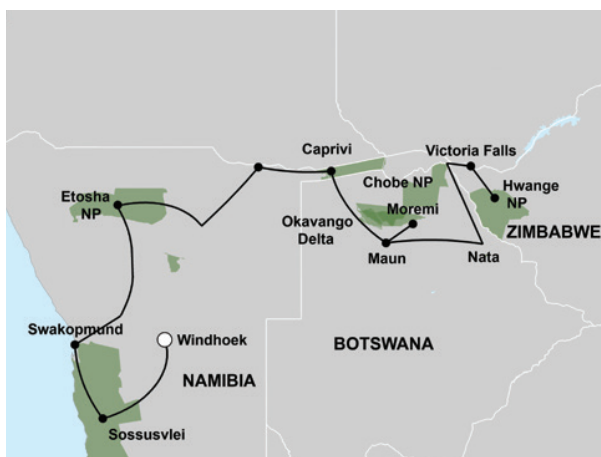 Caprivi
Victoria Falls
Chobe NP
Hwange
NP
Etosha
NP
Moremi
Okavango
Delta
ZIMBABWE
Maun
Nata
Swakopmund
Windhoek
BOTSWANA
NAMIBIA
Sossusvlei